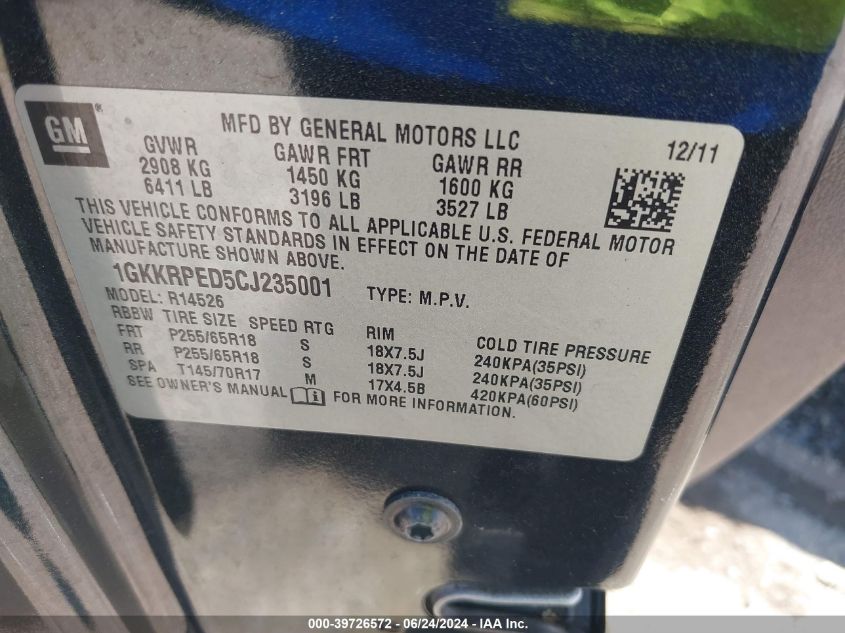 GM ®
MFD BY GENERAL MOTORS LLC 12/11
GVWR GAWR FRT GAWR RR
2908 KG 1450 KG 1600 KG
6411 LB 3196 LB 3527 LB
THIS VEHICLE CONFORMS TO ALL APPLICABLE U.S. FEDERAL MOTOR
VEHICLE SAFETY STANDARDS IN EFFECT ON THE DATE OF
MANUFACTURE SHOWN ABOVE.
1GKKRPED5CJ235001 TYPE: M.P.V.
MODEL: R14526
RBBW TIRE SIZE SPEED RTG RIM COLD TIRE PRESSURE
FRT P255/65R18 S 18X7.5J 240KPA(35PSI)
RR P255/65R18 S 18X7.5J 240KPA(35PSI)
SPA T145/70R17 M 17X4.5B 420KPA(60PSI)
SEE OWNER'S MANUAL FOR MORE INFORMATION.
000-39726572 - 06/24/2024 - IAA Inc.